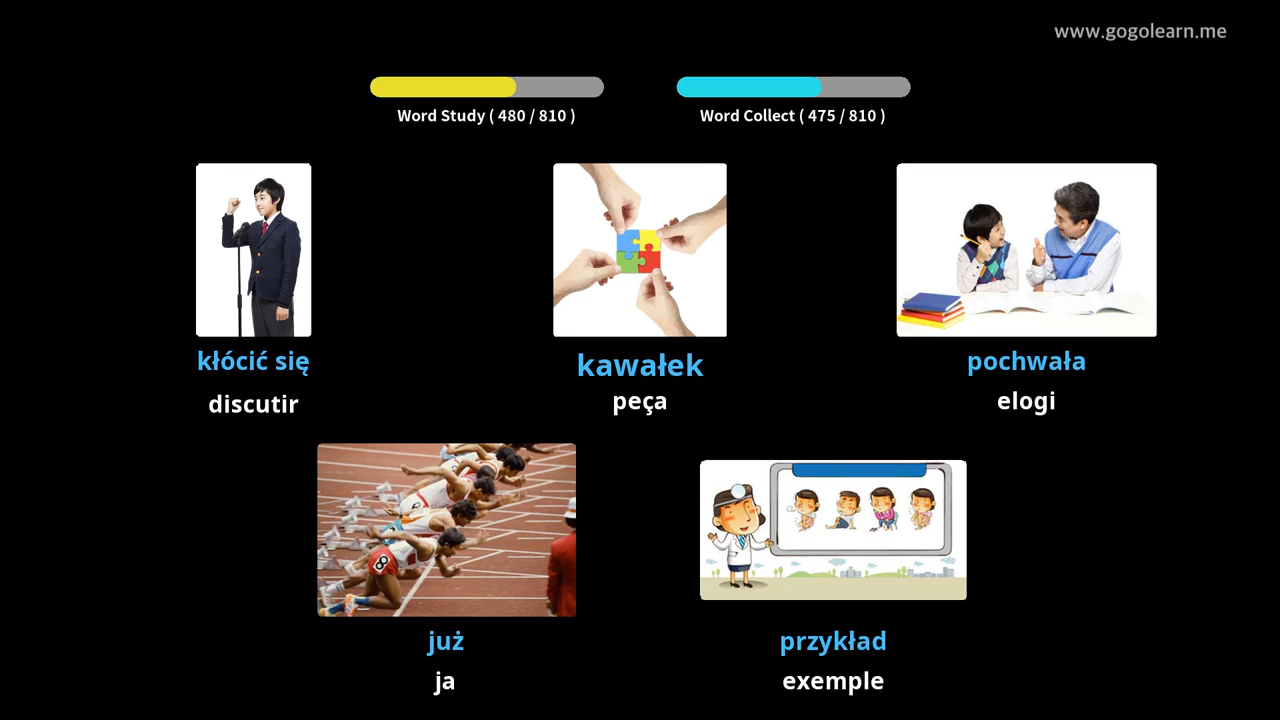 www.gogolearn.me
Word Study ( 480 / 810 )
Word Collect ( 475 / 810 )
kłócić się
discutir
kawałek
peça
pochwała
elogi
już
ja
przykład
exemple
8